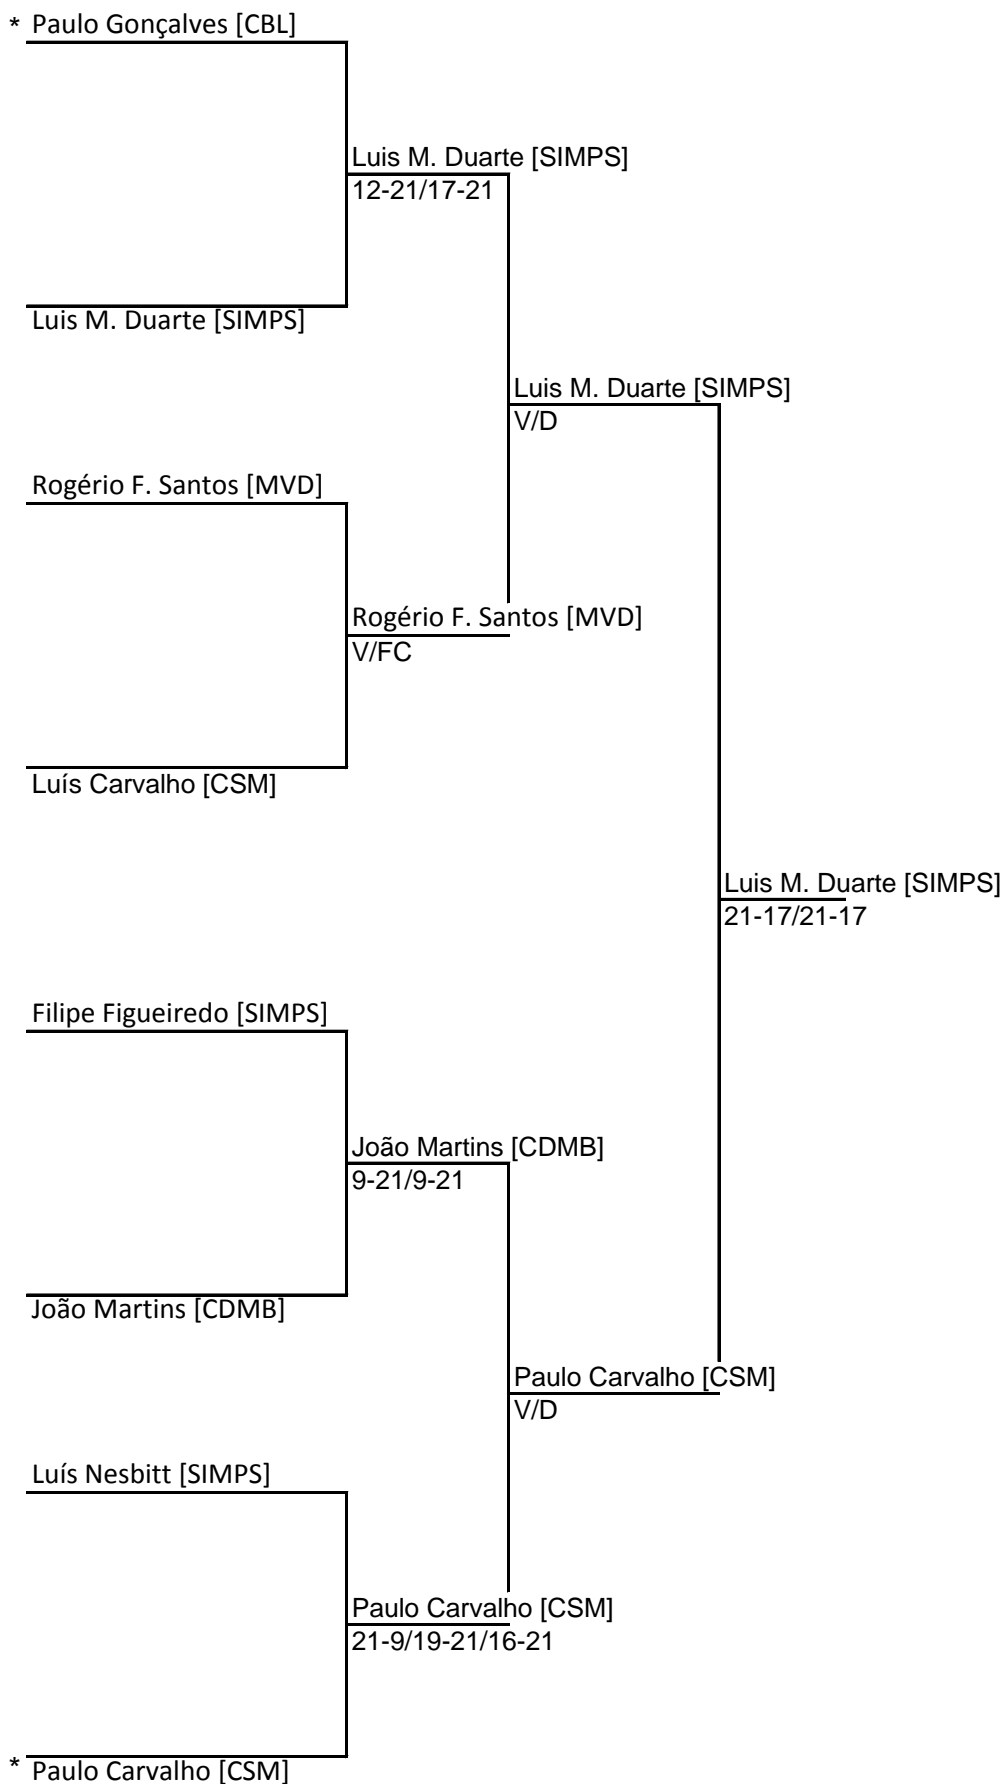 * Paulo Gonçalves [CBL]
Luis M. Duarte [SIMPS]
12-21/17-21
Luis M. Duarte [SIMPS]
Luis M. Duarte [SIMPS]
V/D
Rogério F. Santos [MVD]
Rogério F. Santos [MVD]
V/FC
Luís Carvalho [CSM]
Luis M. Duarte [SIMPS]
21-17/21-17
Filipe Figueiredo [SIMPS]
João Martins [CDMB]
9-21/9-21
João Martins [CDMB]
Paulo Carvalho [CSM]
V/D
Luís Nesbitt [SIMPS]
Paulo Carvalho [CSM]
21-9/19-21/16-21
* Paulo Carvalho [CSM]